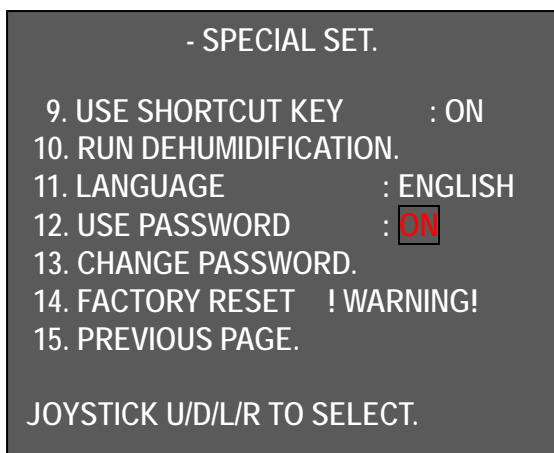 - SPECIAL SET.
9. USE SHORTCUT KEY : ON
10. RUN DEHUMIDIFICATION.
11. LANGUAGE : ENGLISH
12. USE PASSWORD : ON
13. CHANGE PASSWORD.
14. FACTORY RESET ! WARNING!
15. PREVIOUS PAGE.
JOYSTICK U/D/L/R TO SELECT.